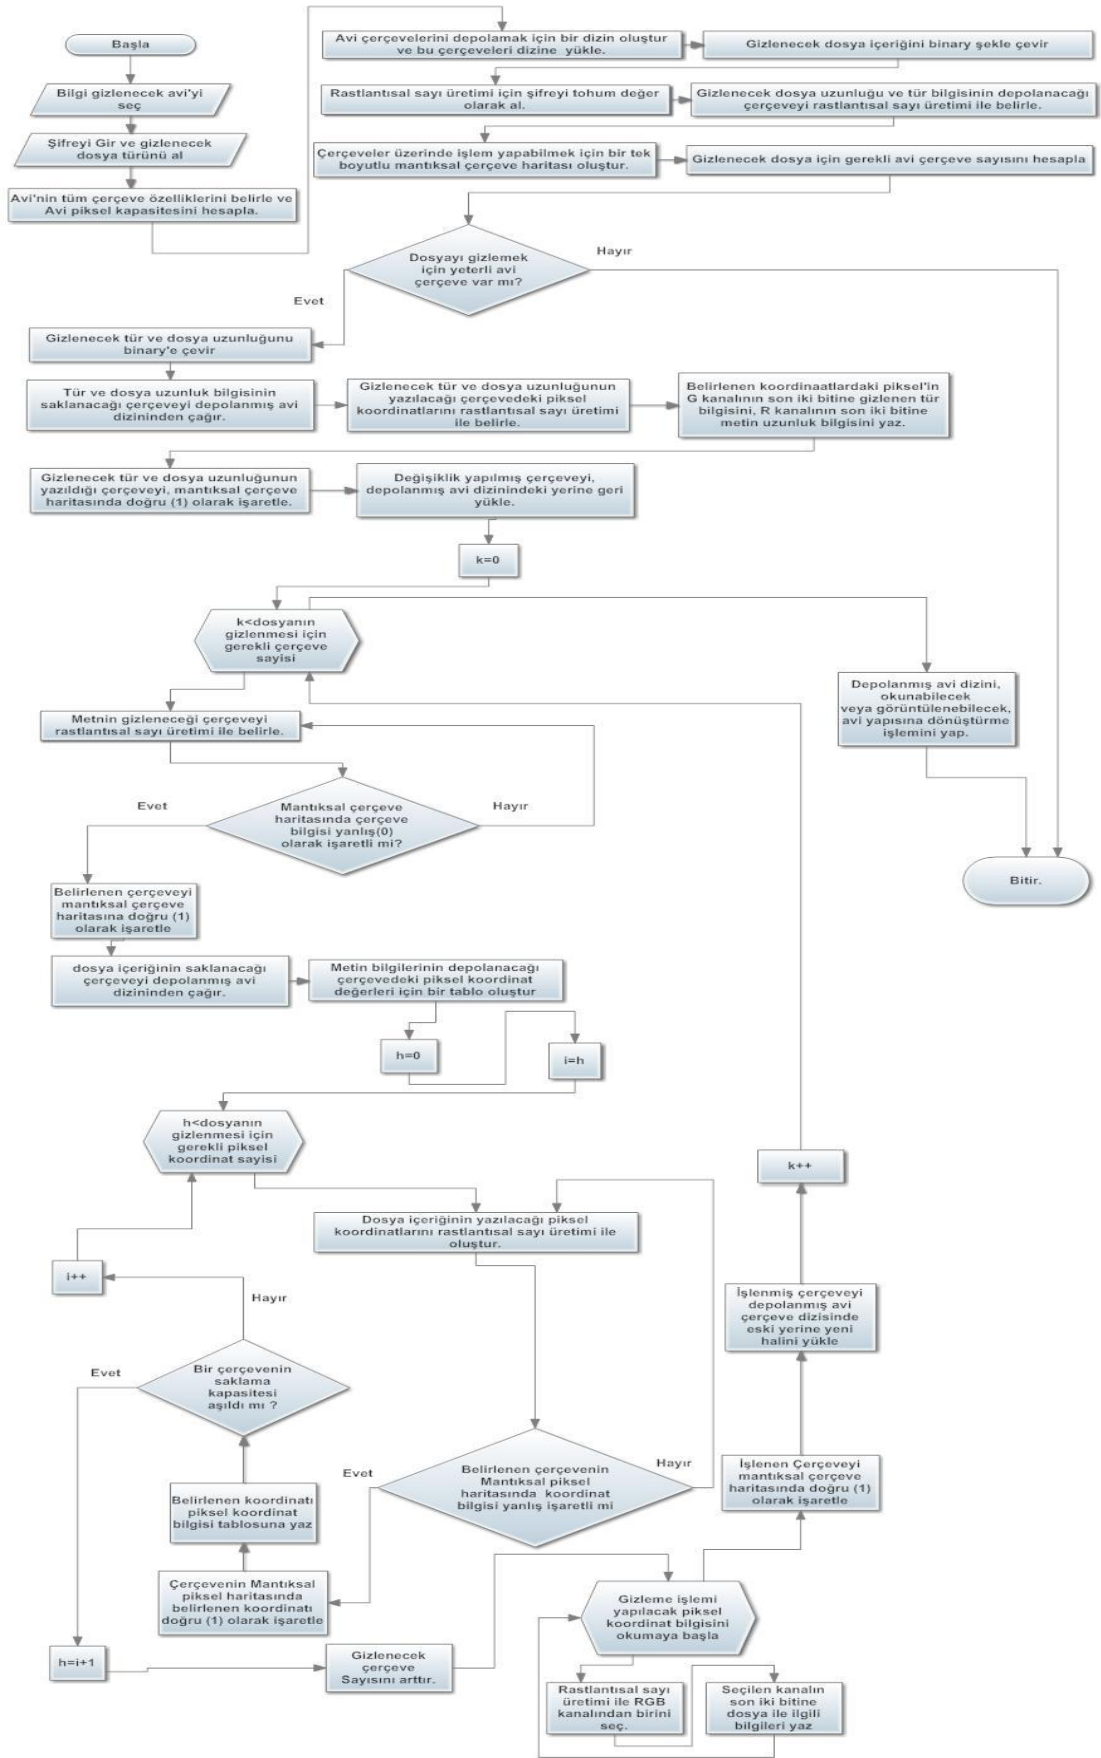 Başla
Bilgi gizlenecek avi'yi
seç
Şifreyi Gir ve gizlenecek
dosya türünü al
Avi'nin tüm çerçeve özelliklerini belirle ve
Avi piksel kapasitesini hesapla.
Avi çerçevelerini depolamak için bir dizin oluştur
ve bu çerçeveleri dizine yükle.
Gizlenecek dosya içeriğini binary şekle çevir
Rastlantısal sayı üretimi için şifreyi tohum değer
olarak al.
Gizlenecek dosya uzunluğu ve tür bilgisinin depolanacağı
çerçeveyi rastlantısal sayı üretimi ile belirle.
Çerçeveler üzerinde işlem yapabilmek için bir tek
boyutlu mantıksal çerçeve haritası oluştur.
Gizlenecek dosya için gerekli avi çerçeve sayısını hesapla
Dosyayı gizlemek
için yeterli avi
çerçeve var mı?
Hayır
Evet
Gizlenecek tür ve dosya uzunluğunu
binary'e çevir
Tür ve dosya uzunluk bilgisinin
saklanacağı çerçeveyi depolanmış avi
dizininden çağır.
Gizlenecek tür ve dosya uzunluğunun
yazılacağı çerçevedeki piksel
koordinatlarını rastlantısal sayı üretimi
ile belirle.
Belirlenen koordinaatlardaki piksel'in
G kanalının son iki bitine gizlenen tür
bilgisini, R kanalının son iki bitine
metin uzunluk bilgisini yaz.
Gizlenecek tür ve dosya uzunluğunun
yazıldığı çerçeveyi, mantıksal çerçeve
haritasında doğru (1) olarak işaretle.
Değişiklik yapılmış çerçeveyi,
depolanmış avi dizinindeki yerine geri
yükle.
k=0
k<dosyanın
gizlenmesi için
gerekli çerçeve
sayisi
Depolanmış avi dizini,
okunabilecek
veya görüntülenebilecek,
avi yapısına dönüştürme
işlemini yap.
Metnin gizleneceği çerçeveyi
rastlantısal sayı üretimi ile belirle.
Evet
Mantıksal çerçeve
haritasında çerçeve
bilgisi yanlış(0)
olarak işaretli mi?
Hayır
Bitir.
Belirlenen çerçeveyi
mantıksal çerçeve
haritasına doğru (1)
olarak işaretle
dosya içeriğinin saklanacağı
çerçeveyi depolanmış avi
dizininden çağır.
Metin bilgilerinin depolanacağı
çerçevedeki piksel koordinat
değerleri için bir tablo oluştur
h=0
i=h
h<dosyanın
gizlenmesi için
gerekli piksel
koordinat sayisi
k++
Dosya içeriğinin yazılacağı piksel
koordinatlarını rastlantısal sayı üretimi ile
oluştur.
i++
Hayır
İşlenmiş çerçeveyi
depolanmış avi
çerçeve dizisinde
eski yerine yeni
halini yükle
Evet
Bir çerçevenin
saklama
kapasitesi
aşıldı mı ?
Evet
Belirlenen çerçevenin
Mantıksal piksel
haritasında koordinat
bilgisi yanlış işaretli mi
Hayır
İşlenen Çerçeveyi
mantıksal çerçeve
haritasında doğru (1)
olarak işaretle
Belirlenen koordinatı
piksel koordinat
bilgisi tablosuna yaz
Çerçevenin Mantıksal
piksel haritasında
belirlenen koordinatı
doğru (1) olarak işaretle
Gizleme işlemi
yapılacak piksel
koordinat bilgisini
okumaya başla
h=i+1
Gizlenecek
çerçeve
Sayısını arttır.
Rastlantısal sayı
üretimi ile RGB
kanalından birini
seç.
Seçilen kanalın
son iki bitine
dosya ile ilgili
bilgileri yaz